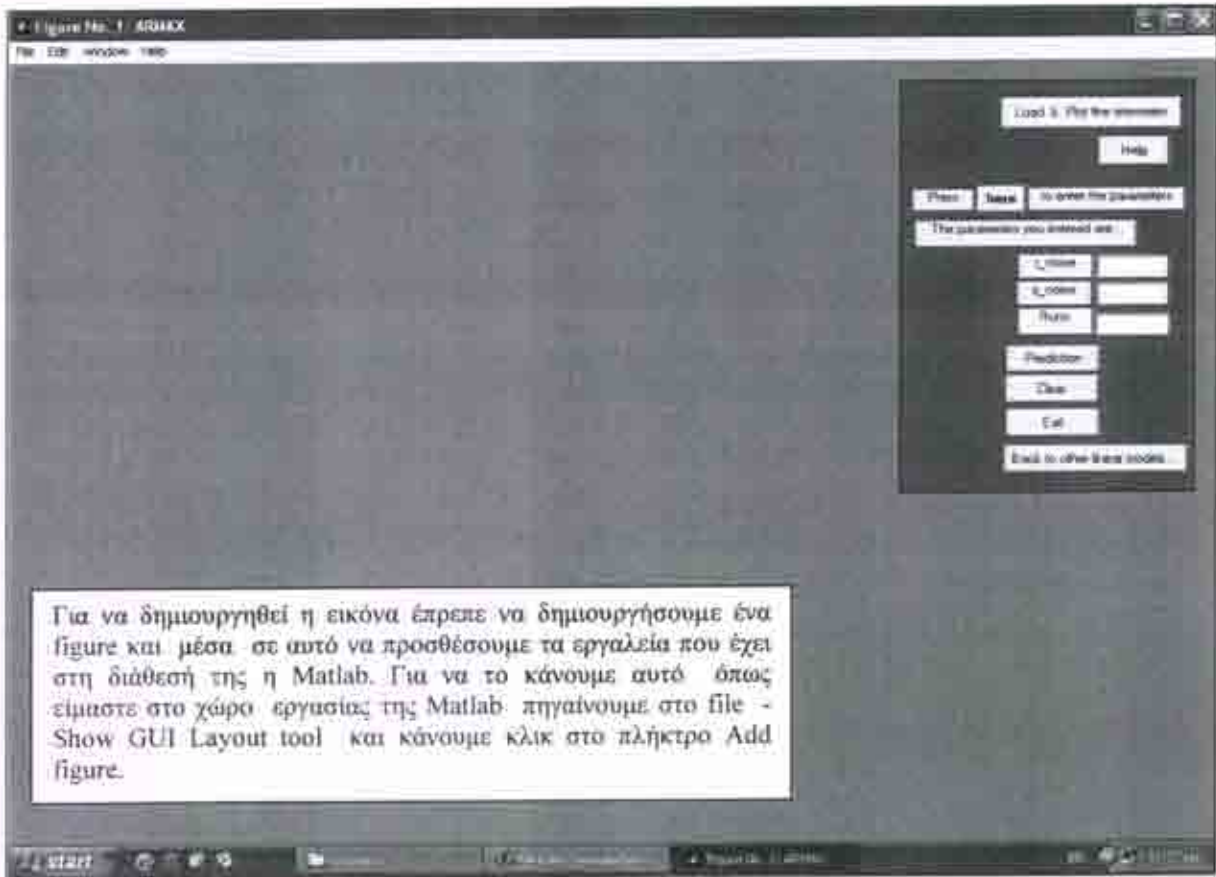 Figure No. 1: ARMAX
File Edit Window Help
Load & Plot the
Help
Press here to enter the parameters
The parameters you entered are...
Prediction
Clear
Exit
Back to other linear models...
Για να δημιουργηθεί η εικόνα έπρεπε να δημιουργήσουμε ένα
figure και μέσα σε αυτό να προσθέσουμε τα εργαλεία που έχει
στη διάθεσή της η Matlab. Για να το κάνουμε αυτό όπως
είμαστε στο χώρο εργασίας της Matlab πηγαίνουμε στο file -
Show GUI Layout tool και κάνουμε κλικ στο πλήκτρο Add
figure.
start